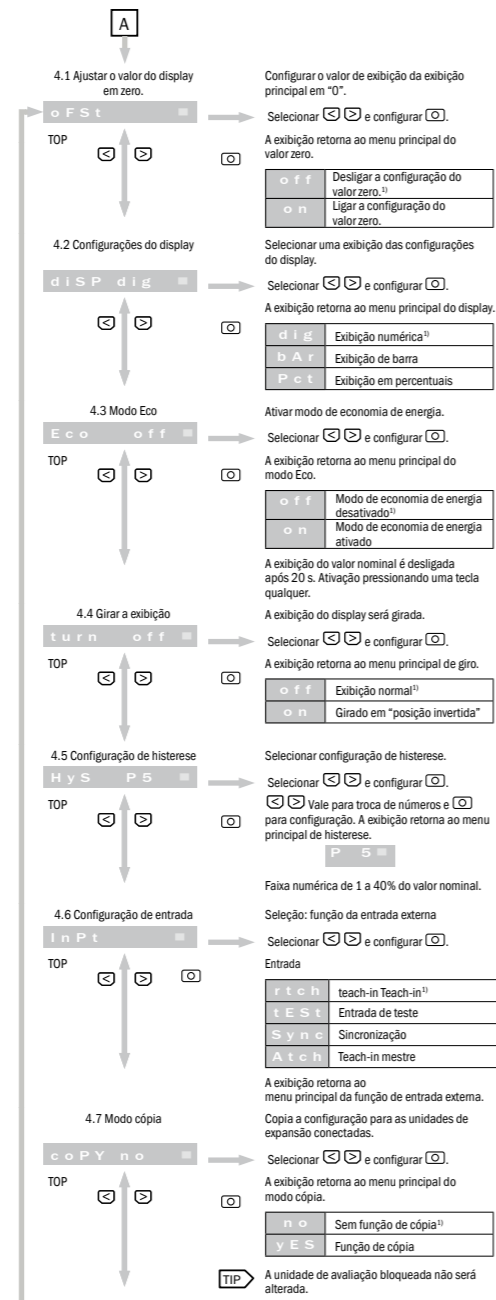 A
4.1 Ajustar o valor do display
em zero.
oFSt
TOP
Configurar o valor de exibição da exibição
principal em “0”.
Selecionar < > e configurar O.
A exibição retorna ao menu principal do
valor zero.
off Desligar a configuração do
valor zero.1)
on Ligar a configuração do
valor zero.
4.2 Configurações do display
diSP dig
Selecionar uma exibição das configurações
do display.
Selecionar < > e configurar O.
A exibição retorna ao menu principal do display.
dig Exibição numérica1)
bAr Exibição de barra
Pct Exibição em percentuais
4.3 Modo Eco
Eco off
TOP
Ativar modo de economia de energia.
Selecionar < > e configurar O.
A exibição retorna ao menu principal do
modo Eco.
off Modo de economia de energia
desativado1)
on Modo de economia de energia
ativado
A exibição do valor nominal é desligada
após 20 s. Ativação pressionando uma tecla
qualquer.
4.4 Girar a exibição
turn off
TOP
A exibição do display será girada.
Selecionar < > e configurar O.
A exibição retorna ao menu principal de giro.
off Exibição normal1)
on Girado em “posição invertida”
4.5 Configuração de histerese
HyS P5
TOP
Selecionar configuração de histerese.
Selecionar < > e configurar O.
< > Vale para troca de números e O
para configuração. A exibição retorna ao menu
principal de histerese.
P 5
Faixa numérica de 1 a 40% do valor nominal.
4.6 Configuração de entrada
InPt
TOP
Seleção: função da entrada externa
Selecionar < > e configurar O.
Entrada
rtch teach-in Teach-in1)
tESt Entrada de teste
Sync Sincronização
Atch Teach-in mestre
A exibição retorna ao
menu principal da função de entrada externa.
4.7 Modo cópia
coPY no
TOP
Copia a configuração para as unidades de
expansão conectadas.
Selecionar < > e configurar O.
A exibição retorna ao menu principal do
modo cópia.
no Sem função de cópia1)
yES Função de cópia
TIP A unidade de avaliação bloqueada não será
alterada.